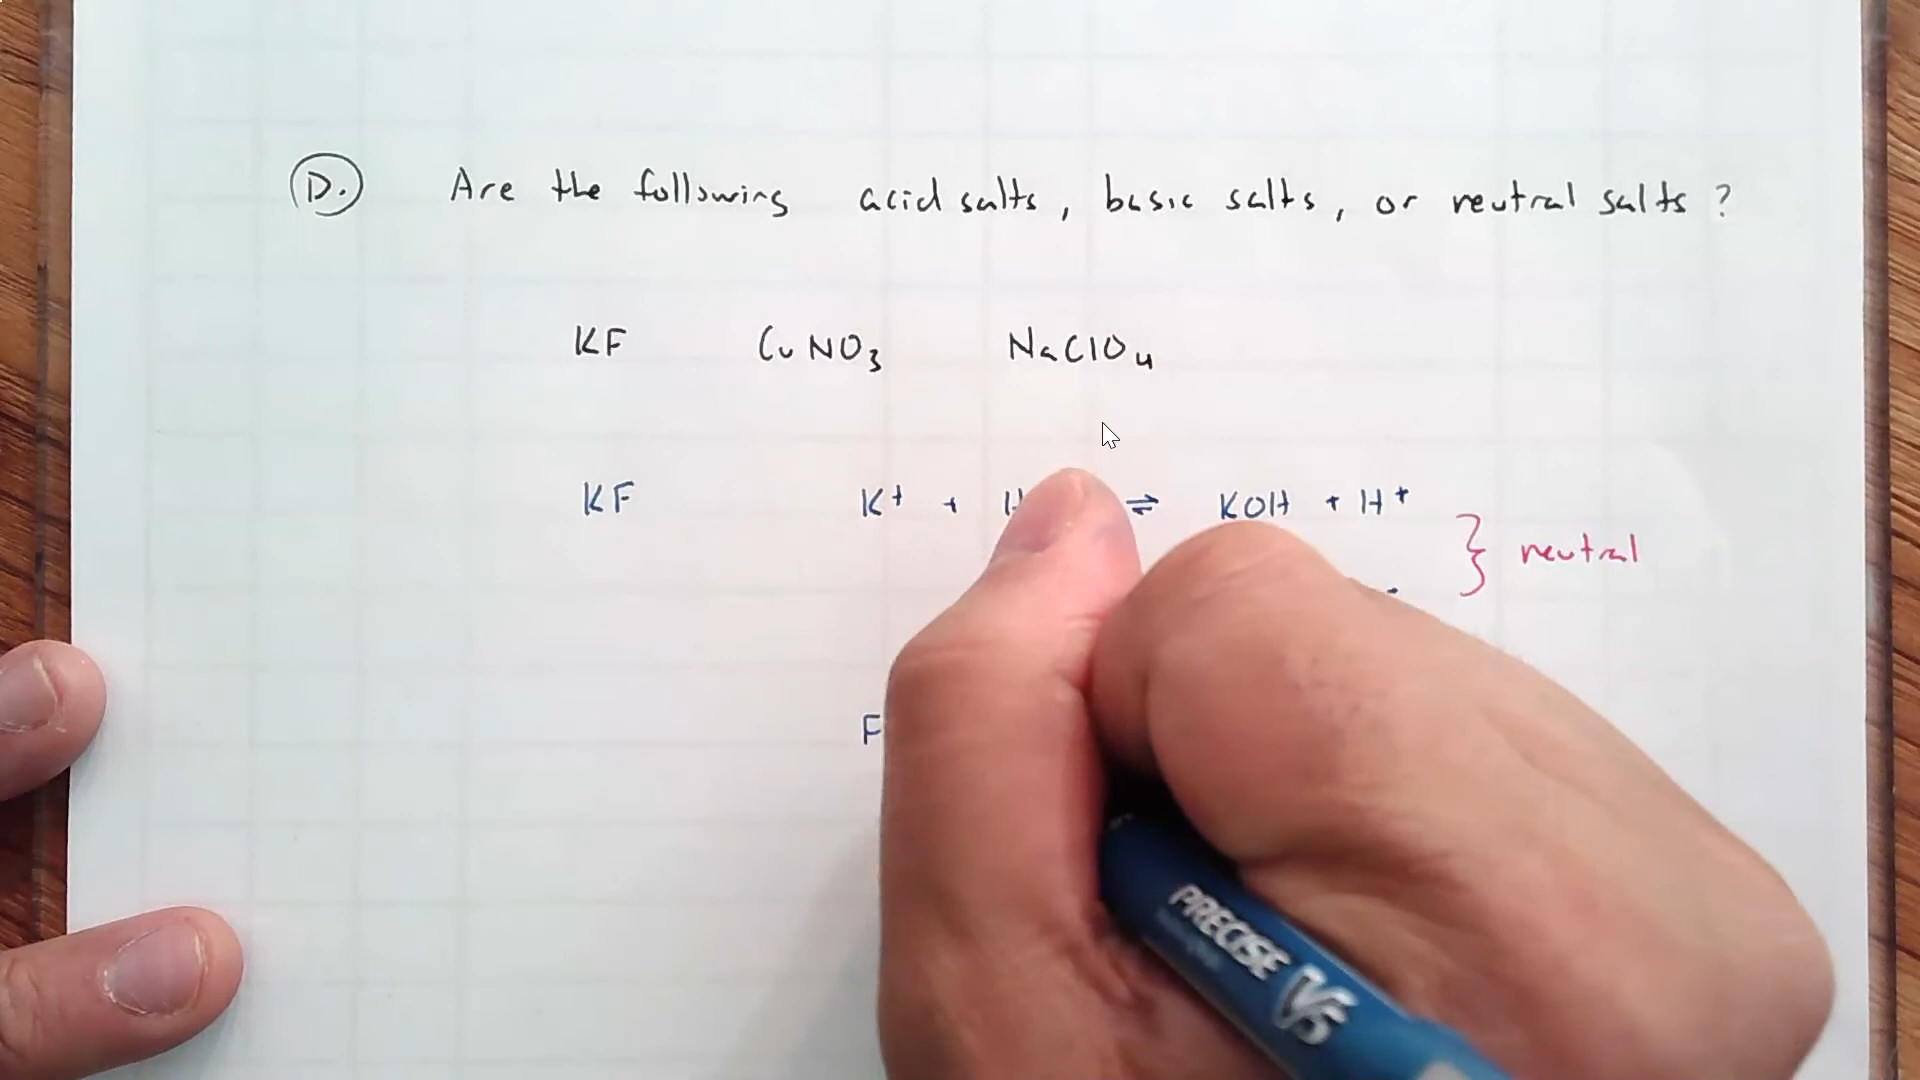 D. Are the following acid salts, basic salts, or neutral salts?
KF CuNO₃ NaClO₄
KF K⁺ + H ⇌ KOH + H⁺
} neutral
F
PRECISE V5